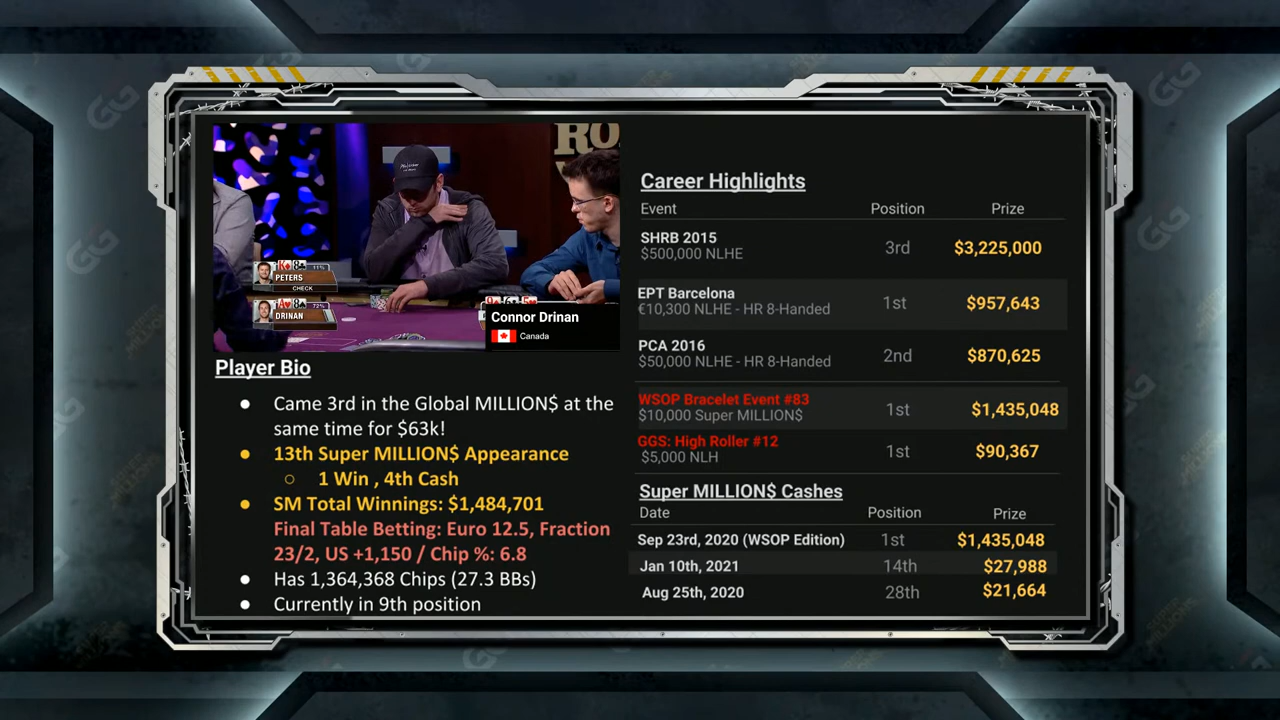 RO
K♦ 8♠ 11%
PETERS
CHECK
A♥ 8♠ 72%
DRINAN
Connor Drinan
Canada
Player Bio
● Came 3rd in the Global MILLION$ at the
same time for $63k!
● 13th Super MILLION$ Appearance
○ 1 Win , 4th Cash
● SM Total Winnings: $1,484,701
Final Table Betting: Euro 12.5, Fraction
23/2, US +1,150 / Chip %: 6.8
● Has 1,364,368 Chips (27.3 BBs)
● Currently in 9th position
Career Highlights
Event Position Prize
SHRB 2015
$500,000 NLHE 3rd $3,225,000
EPT Barcelona
€10,300 NLHE - HR 8-Handed 1st $957,643
PCA 2016
$50,000 NLHE - HR 8-Handed 2nd $870,625
WSOP Bracelet Event #83
$10,000 Super MILLION$ 1st $1,435,048
GGS: High Roller #12
$5,000 NLH 1st $90,367
Super MILLION$ Cashes
Date Position Prize
Sep 23rd, 2020 (WSOP Edition) 1st $1,435,048
Jan 10th, 2021 14th $27,988
Aug 25th, 2020 28th $21,664